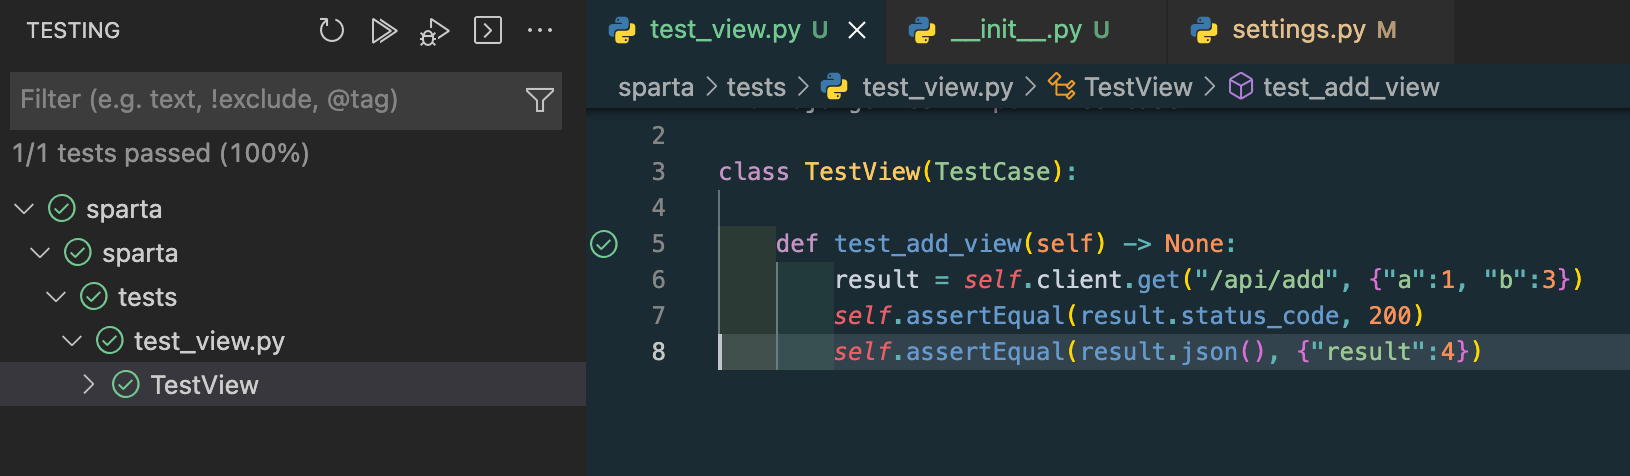 TESTING
Filter (e.g. text, !exclude, @tag)
1/1 tests passed (100%)
sparta
sparta
tests
test_view.py
TestView
test_view.py U
__init__.py U
settings.py M
sparta > tests > test_view.py > TestView > test_add_view
2
3 class TestView(TestCase):
4
5 def test_add_view(self) -> None:
6 result = self.client.get("/api/add", {"a":1, "b":3})
7 self.assertEqual(result.status_code, 200)
8 self.assertEqual(result.json(), {"result":4})